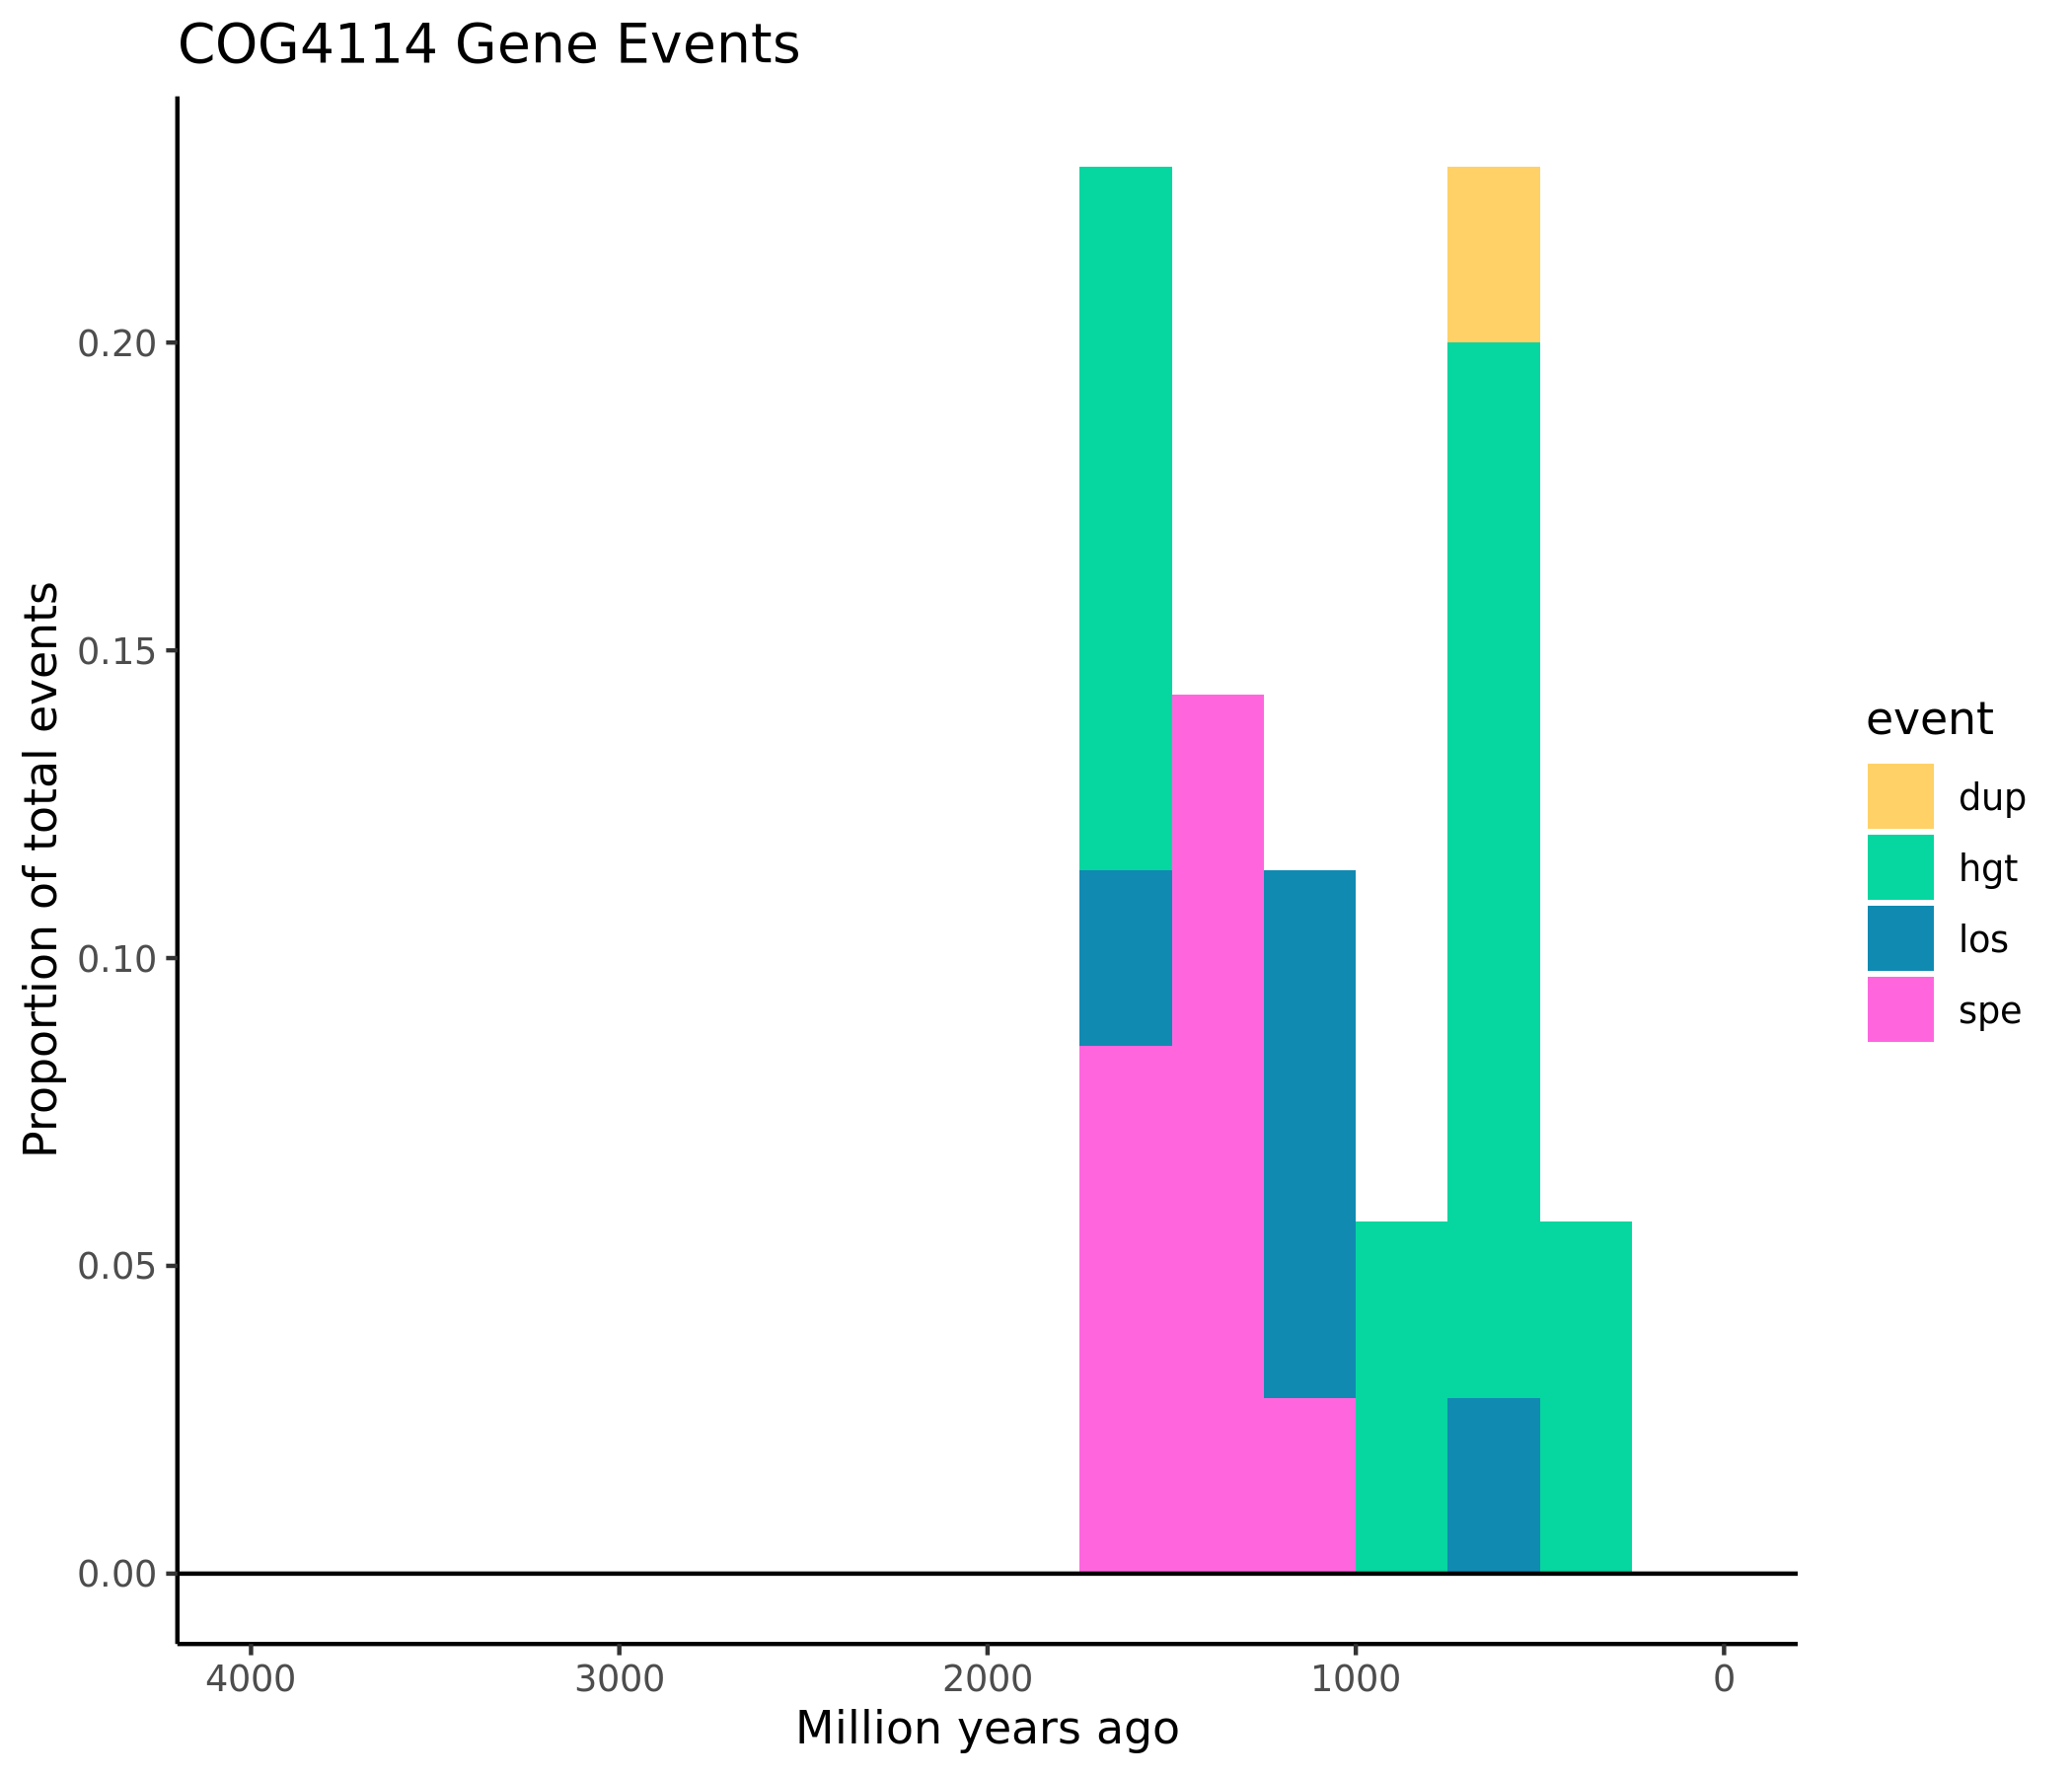 COG4114 Gene Events
Proportion of total events
0.20
0.15
0.10
0.05
0.00
4000 3000 2000 1000 0
Million years ago
event
dup
hgt
los
spe